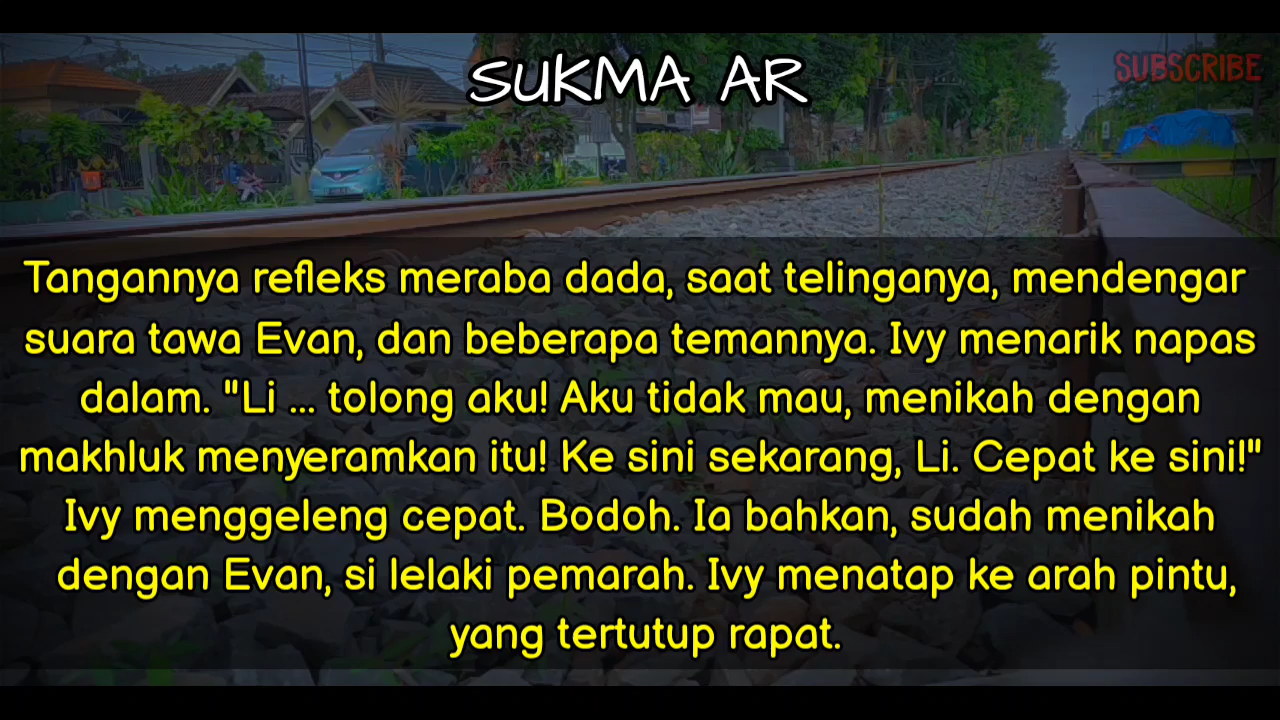 SUKMA AR
SUBSCRIBE
Tangannya refleks meraba dada, saat telinganya, mendengar
suara tawa Evan, dan beberapa temannya. Ivy menarik napas
dalam. "Li ... tolong aku! Aku tidak mau, menikah dengan
makhluk menyeramkan itu! Ke sini sekarang, Li. Cepat ke sini!"
Ivy menggeleng cepat. Bodoh. Ia bahkan, sudah menikah
dengan Evan, si lelaki pemarah. Ivy menatap ke arah pintu,
yang tertutup rapat.